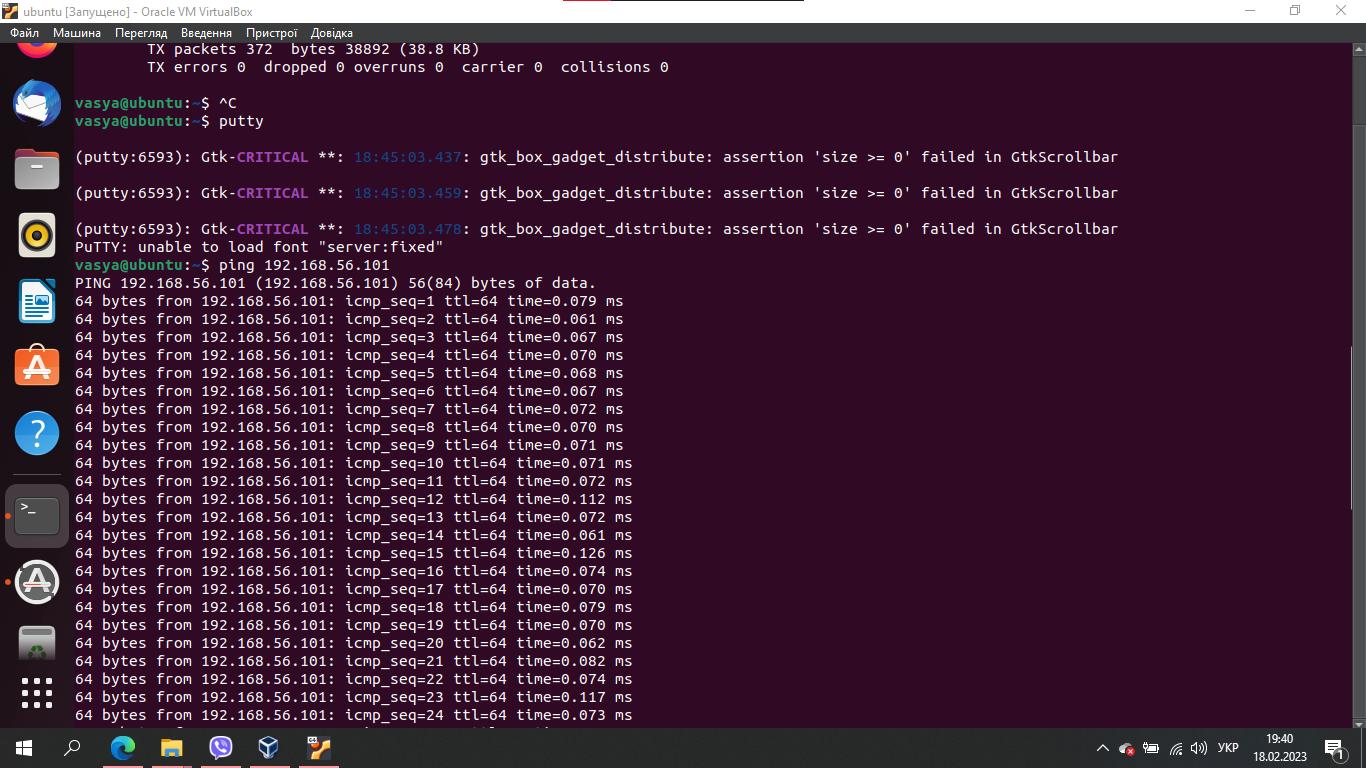 ubuntu [Запущено] - Oracle VM VirtualBox
Файл Машина Перегляд Введення Пристрої Довідка
TX packets 372  bytes 38892 (38.8 KB)
TX errors 0  dropped 0 overruns 0  carrier 0  collisions 0
vasya@ubuntu:~$ ^C
vasya@ubuntu:~$ putty
(putty:6593): Gtk-CRITICAL **: 18:45:03.437: gtk_box_gadget_distribute: assertion 'size >= 0' failed in GtkScrollbar
(putty:6593): Gtk-CRITICAL **: 18:45:03.459: gtk_box_gadget_distribute: assertion 'size >= 0' failed in GtkScrollbar
(putty:6593): Gtk-CRITICAL **: 18:45:03.478: gtk_box_gadget_distribute: assertion 'size >= 0' failed in GtkScrollbar
PuTTY: unable to load font "server:fixed"
vasya@ubuntu:~$ ping 192.168.56.101
PING 192.168.56.101 (192.168.56.101) 56(84) bytes of data.
64 bytes from 192.168.56.101: icmp_seq=1 ttl=64 time=0.079 ms
64 bytes from 192.168.56.101: icmp_seq=2 ttl=64 time=0.061 ms
64 bytes from 192.168.56.101: icmp_seq=3 ttl=64 time=0.067 ms
64 bytes from 192.168.56.101: icmp_seq=4 ttl=64 time=0.070 ms
64 bytes from 192.168.56.101: icmp_seq=5 ttl=64 time=0.068 ms
64 bytes from 192.168.56.101: icmp_seq=6 ttl=64 time=0.067 ms
64 bytes from 192.168.56.101: icmp_seq=7 ttl=64 time=0.072 ms
64 bytes from 192.168.56.101: icmp_seq=8 ttl=64 time=0.070 ms
64 bytes from 192.168.56.101: icmp_seq=9 ttl=64 time=0.071 ms
64 bytes from 192.168.56.101: icmp_seq=10 ttl=64 time=0.071 ms
64 bytes from 192.168.56.101: icmp_seq=11 ttl=64 time=0.072 ms
64 bytes from 192.168.56.101: icmp_seq=12 ttl=64 time=0.112 ms
64 bytes from 192.168.56.101: icmp_seq=13 ttl=64 time=0.072 ms
64 bytes from 192.168.56.101: icmp_seq=14 ttl=64 time=0.061 ms
64 bytes from 192.168.56.101: icmp_seq=15 ttl=64 time=0.126 ms
64 bytes from 192.168.56.101: icmp_seq=16 ttl=64 time=0.074 ms
64 bytes from 192.168.56.101: icmp_seq=17 ttl=64 time=0.070 ms
64 bytes from 192.168.56.101: icmp_seq=18 ttl=64 time=0.079 ms
64 bytes from 192.168.56.101: icmp_seq=19 ttl=64 time=0.070 ms
64 bytes from 192.168.56.101: icmp_seq=20 ttl=64 time=0.062 ms
64 bytes from 192.168.56.101: icmp_seq=21 ttl=64 time=0.082 ms
64 bytes from 192.168.56.101: icmp_seq=22 ttl=64 time=0.074 ms
64 bytes from 192.168.56.101: icmp_seq=23 ttl=64 time=0.117 ms
64 bytes from 192.168.56.101: icmp_seq=24 ttl=64 time=0.073 ms
УКР
19:40
18.02.2023
1